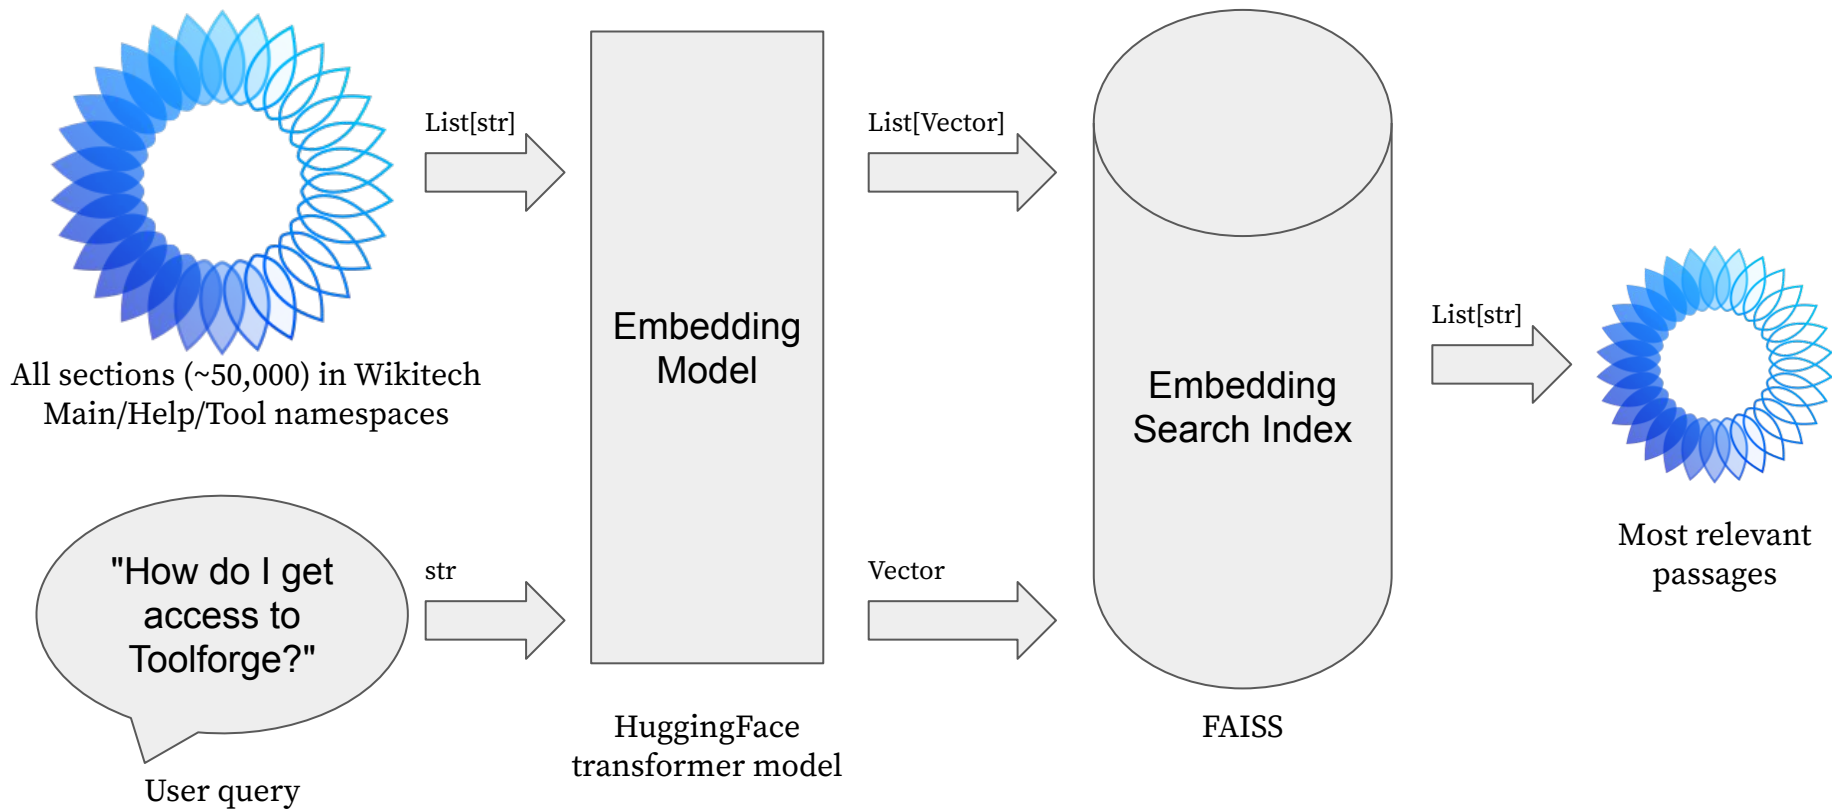 List[str]
All sections (~50,000) in Wikitech
Main/Help/Tool namespaces
"How do I get
access to
Toolforge?"
User query
str
Embedding
Model
HuggingFace
transformer model
List[Vector]
Vector
Embedding
Search Index
FAISS
List[str]
Most relevant
passages